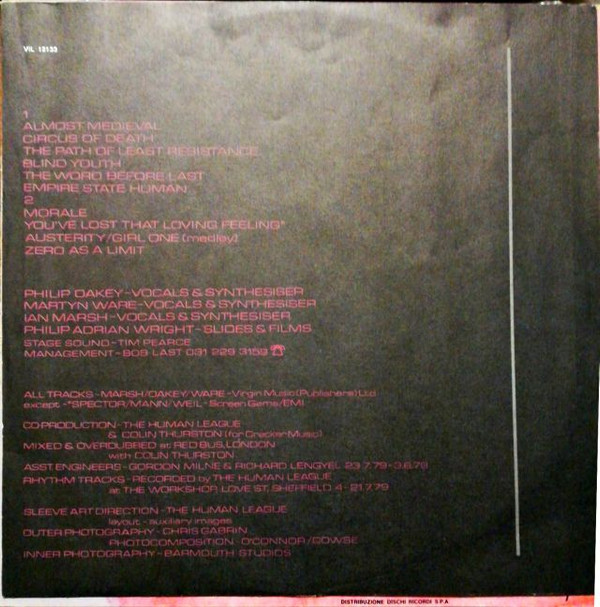 VIL 12133
1
ALMOST MEDIEVAL
CIRCUS OF DEATH
THE PATH OF LEAST RESISTANCE
BLIND YOUTH
THE WORD BEFORE LAST
EMPIRE STATE HUMAN
2
MORALE
YOU'VE LOST THAT LOVING FEELING*
AUSTERITY/GIRL ONE (medley)
ZERO AS A LIMIT
PHILIP OAKEY-VOCALS & SYNTHESISER
MARTYN WARE-VOCALS & SYNTHESISER
IAN MARSH-VOCALS & SYNTHESISER
PHILIP ADRIAN WRIGHT-SLIDES & FILMS
STAGE SOUND-TIM PEARCE
MANAGEMENT-BOB LAST 031 229 3159 ☎
ALL TRACKS-MARSH/OAKEY/WARE-Virgin Music (Publishers) Ltd
except-*SPECTOR/MANN/WEIL-Screen Gems/EMI
CO-PRODUCTION-THE HUMAN LEAGUE
& COLIN THURSTON (for Cracker Music)
MIXED & OVERDUBBED at RED BUS, LONDON
with COLIN THURSTON
ASST. ENGINEERS-GORDON MILNE & RICHARD LENGYEL 23.7.79-3.8.79
RHYTHM TRACKS-RECORDED by THE HUMAN LEAGUE
at THE WORKSHOP, LOVE ST. SHEFFIELD 4-21.7.79
SLEEVE ART DIRECTION-THE HUMAN LEAGUE
layout-auxiliary images
OUTER PHOTOGRAPHY-CHRIS GABRIN
PHOTOCOMPOSITION-O'CONNOR/DOWSE
INNER PHOTOGRAPHY-BARMOUTH STUDIOS
DISTRIBUZIONE DISCHI RICORDI S.P.A.